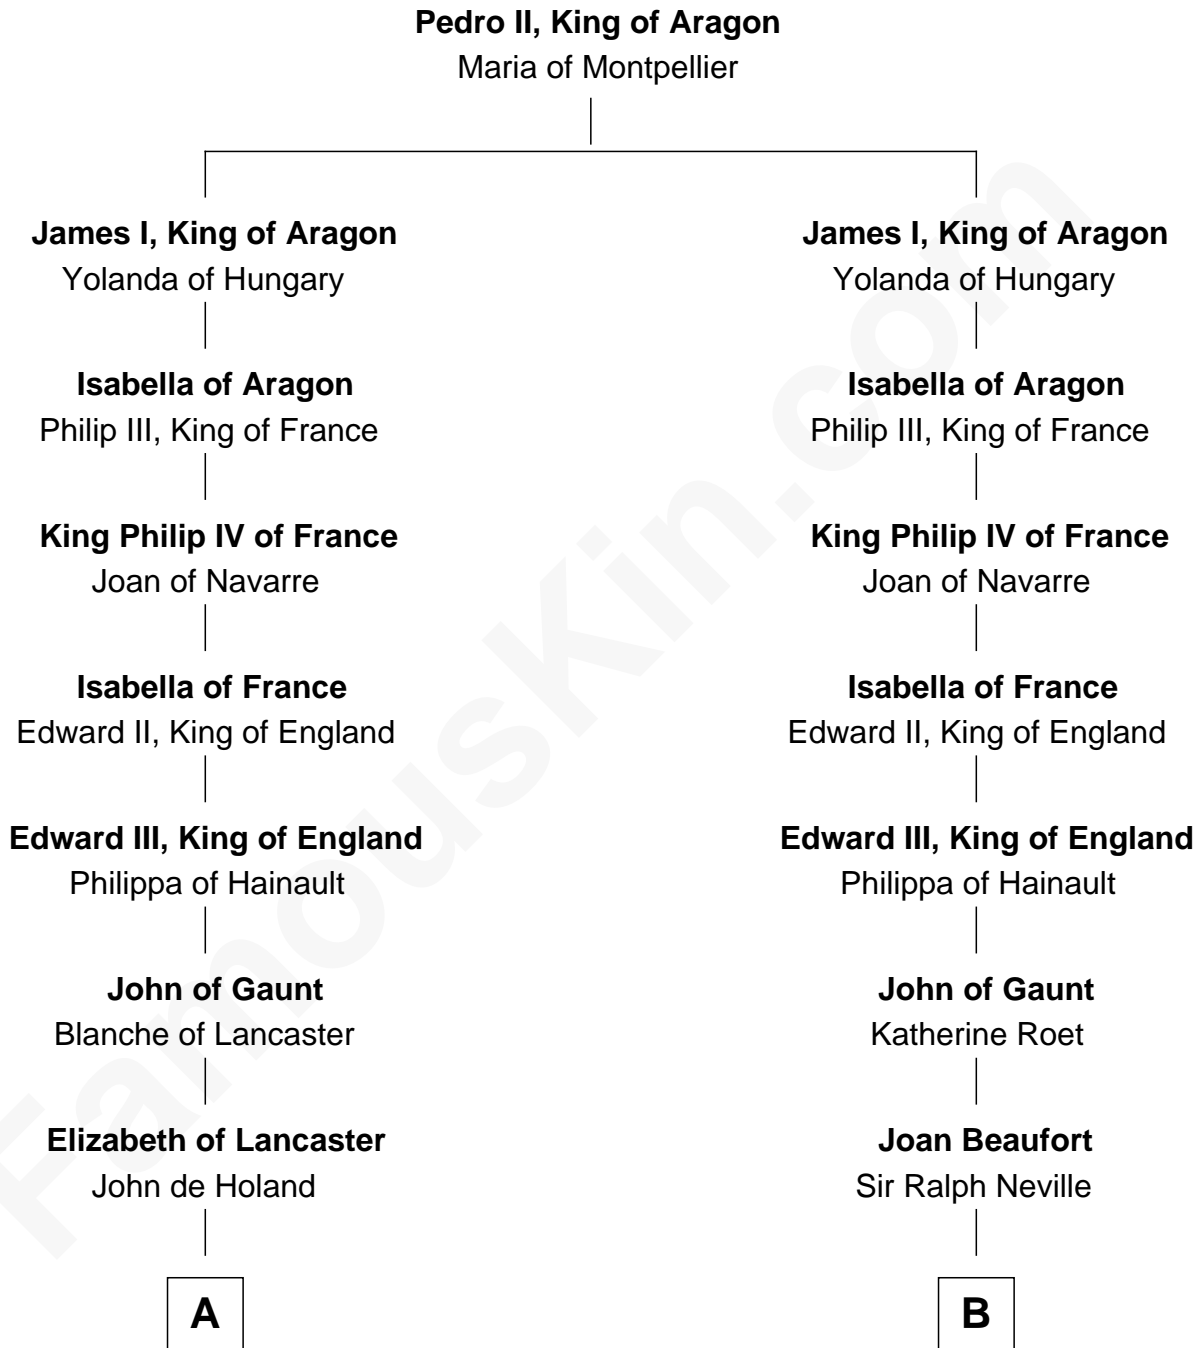 Pedro II, King of Aragon
Maria of Montpellier
James I, King of Aragon
Yolanda of Hungary
James I, King of Aragon
Yolanda of Hungary
Isabella of Aragon
Philip III, King of France
Isabella of Aragon
Philip III, King of France
King Philip IV of France
Joan of Navarre
King Philip IV of France
Joan of Navarre
Isabella of France
Edward II, King of England
Isabella of France
Edward II, King of England
Edward III, King of England
Philippa of Hainault
Edward III, King of England
Philippa of Hainault
John of Gaunt
Blanche of Lancaster
John of Gaunt
Katherine Roet
Elizabeth of Lancaster
John de Holand
Joan Beaufort
Sir Ralph Neville
A
B
FamousKin.com